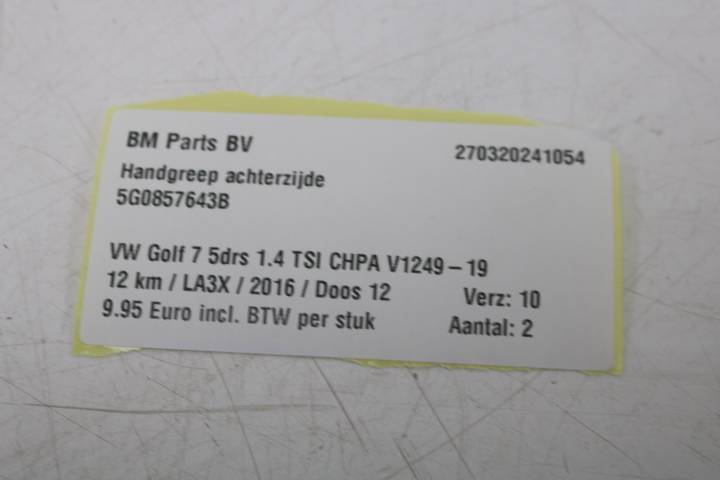 BM Parts BV 270320241054
Handgreep achterzijde
5G0857643B
VW Golf 7 5drs 1.4 TSI CHPA V1249-19
12 km / LA3X / 2016 / Doos 12 Verz: 10
9.95 Euro incl. BTW per stuk Aantal: 2